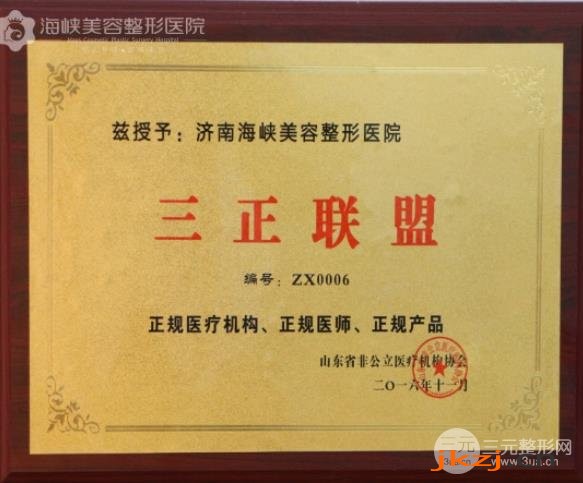 海峡美容整形医院
兹授予：济南海峡美容整形医院
三正联盟
编号：ZX0006
正规医疗机构、正规医师、正规产品
山东省非公立医疗机构协会
二〇一六年十一月
三元整形网
www.3ya.cn